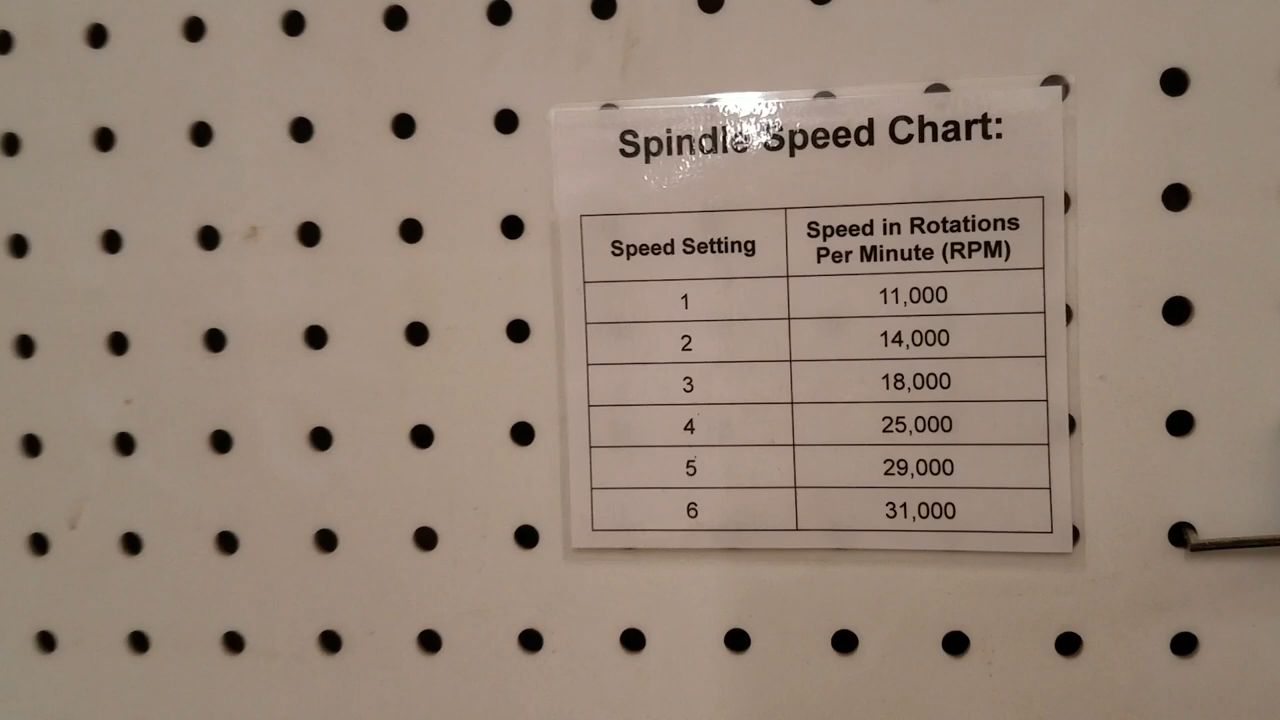 Spindle Speed Chart:
Speed Setting
Speed in Rotations
Per Minute (RPM)
1 11,000
2 14,000
3 18,000
4 25,000
5 29,000
6 31,000